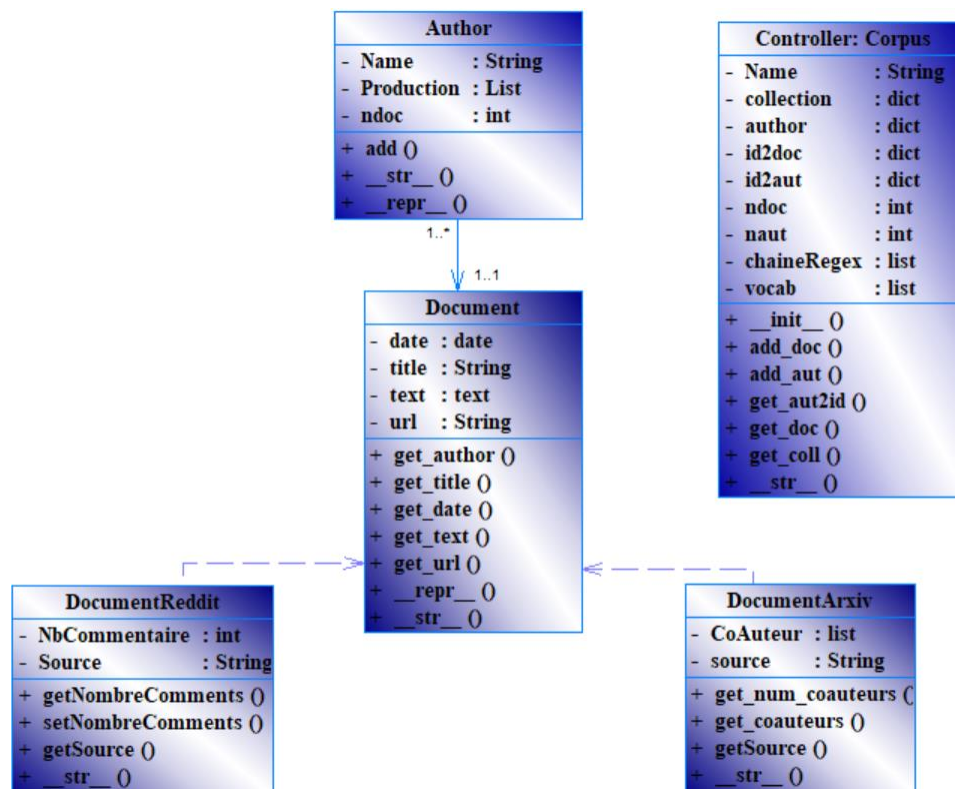 Author
- Name : String
- Production : List
- ndoc : int
+ add ()
+ __str__ ()
+ __repr__ ()
Controller: Corpus
- Name : String
- collection : dict
- author : dict
- id2doc : dict
- id2aut : dict
- ndoc : int
- naut : int
- chaineRegex : list
- vocab : list
+ __init__ ()
+ add_doc ()
+ add_aut ()
+ get_aut2id ()
+ get_doc ()
+ get_coll ()
+ __str__ ()
1..*
1..1
Document
- date : date
- title : String
- text : text
- url : String
+ get_author ()
+ get_title ()
+ get_date ()
+ get_text ()
+ get_url ()
+ __repr__ ()
+ __str__ ()
DocumentReddit
- NbCommentaire : int
- Source : String
+ getNombreComments ()
+ setNombreComments ()
+ getSource ()
+ __str__ ()
DocumentArxiv
- CoAuteur : list
- source : String
+ get_num_coauteurs ()
+ get_coauteurs ()
+ getSource ()
+ __str__ ()